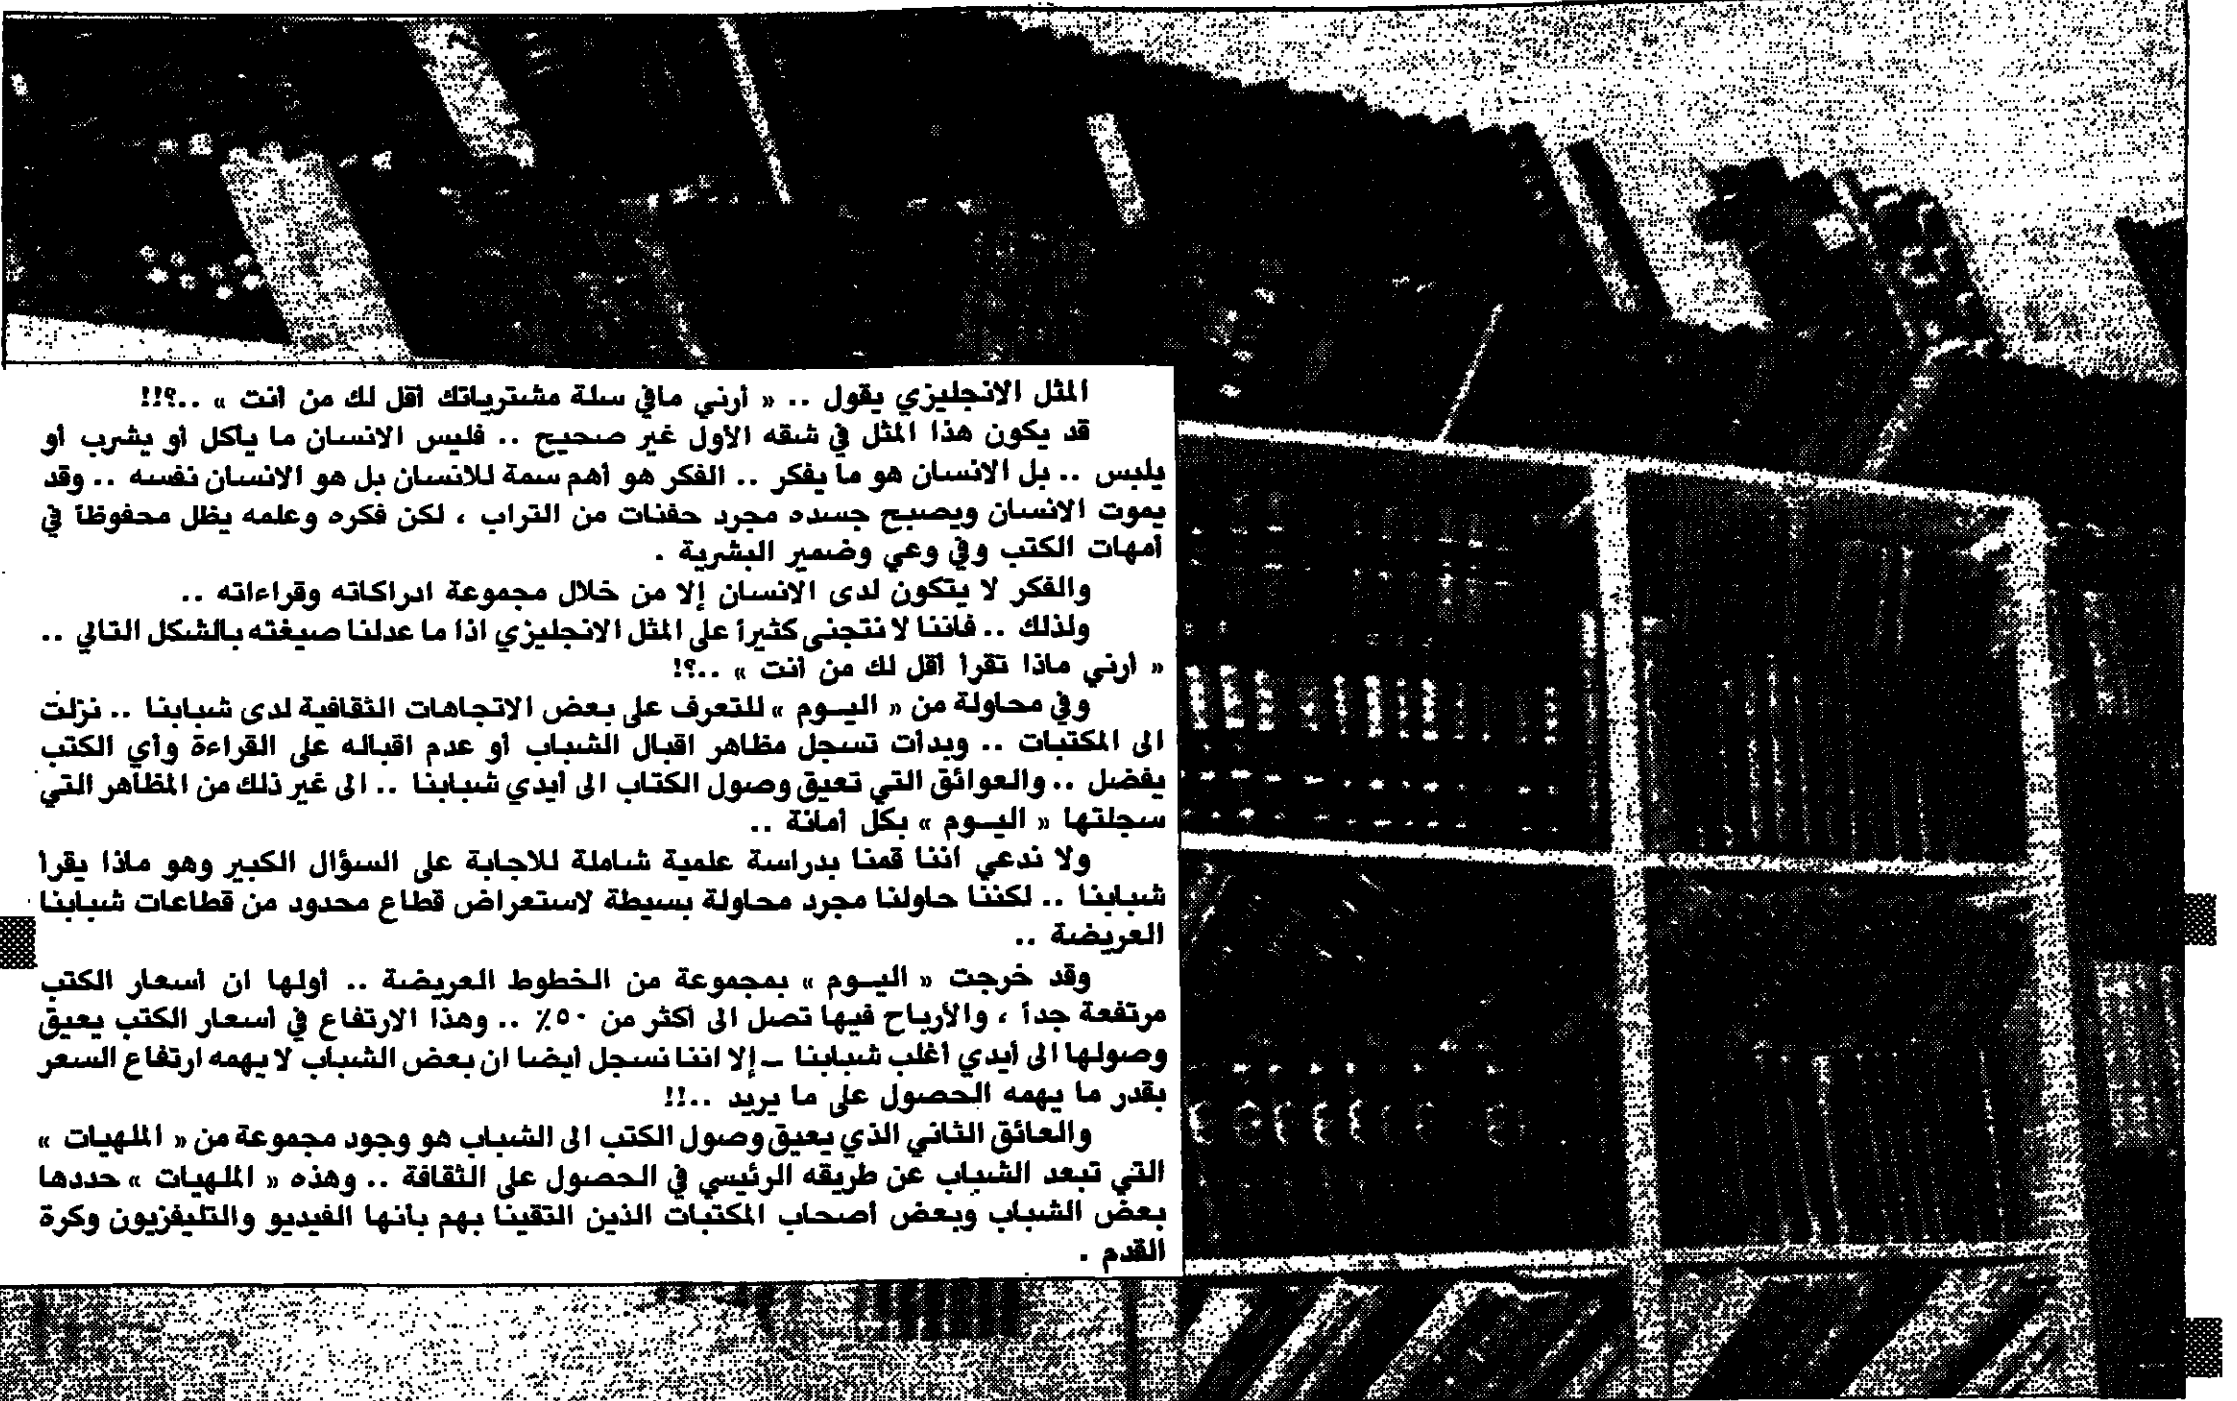 المثل الانجليزي يقول .. « أرني مافي سلة مشترياتك أقل لك من أنت » ..؟!!
قد يكون هذا المثل في شقه الأول غير صحيح .. فليس الانسان ما يأكل أو يشرب أو
يلبس .. بل الانسان هو ما يفكر .. الفكر هو أهم سمة للانسان بل هو الانسان نفسه .. وقد
يموت الانسان ويصبح جسده مجرد حفنات من التراب ، لكن فكره وعلمه يظل محفوظاً في
أمهات الكتب وفي وعي وضمير البشرية .
والفكر لا يتكون لدى الانسان إلا من خلال مجموعة ادراكاته وقراءاته ..
ولذلك .. فاننا لا نتجنى كثيراً على المثل الانجليزي اذا ما عدلنا صيغته بالشكل التالي ..
« أرني ماذا تقرأ أقل لك من أنت » ..؟!
وفي محاولة من « اليــوم » للتعرف على بعض الاتجاهات الثقافية لدى شبابنا .. نزلت
الى المكتبات .. وبدأت تسجل مظاهر اقبال الشباب أو عدم اقباله على القراءة وأي الكتب
يفضل .. والعوائق التي تعيق وصول الكتاب الى أيدي شبابنا .. الى غير ذلك من المظاهر التي
سجلتها « اليــوم » بكل أمانة ..
ولا ندعي اننا قمنا بدراسة علمية شاملة للاجابة على السؤال الكبير وهو ماذا يقرأ
شبابنا .. لكننا حاولنا مجرد محاولة بسيطة لاستعراض قطاع محدود من قطاعات شبابنا
العريضة ..
وقد خرجت « اليــوم » بمجموعة من الخطوط العريضة .. أولها ان أسعار الكتب
مرتفعة جداً ، والأرباح فيها تصل الى أكثر من ٥٠٪ .. وهذا الارتفاع في أسعار الكتب يعيق
وصولها الى أيدي أغلب شبابنا ــ إلا اننا نسجل أيضا ان بعض الشباب لا يهمه ارتفاع السعر
بقدر ما يهمه الحصول على ما يريد ..!!
والعائق الثاني الذي يعيق وصول الكتب الى الشباب هو وجود مجموعة من « الملهيات »
التي تبعد الشباب عن طريقه الرئيسي في الحصول على الثقافة .. وهذه « الملهيات » حددها
بعض الشباب وبعض أصحاب المكتبات الذين التقينا بهم بأنها الفيديو والتليفزيون وكرة
القدم .